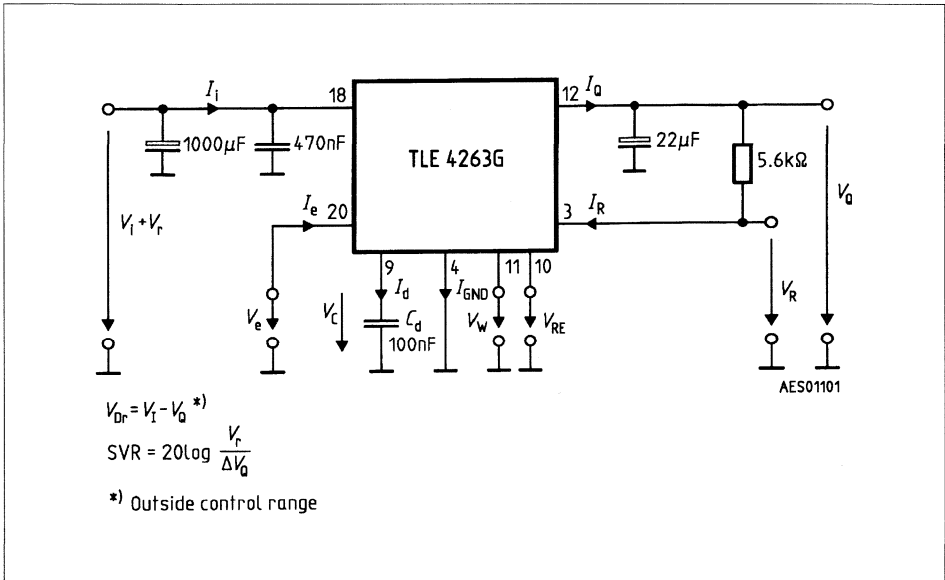 I_i
18
1000µF
470nF
TLE 4263G
12
I_Q
22µF
5.6kΩ
V_i + V_r
I_e
20
3
I_R
V_Q
9
4
11
10
V_e
V_C
I_d
C_d
100nF
I_GND
V_W
V_RE
V_R
AES01101
V_Dr = V_I – V_Q *)
SVR = 20log V_r / ΔV_Q
*) Outside control range